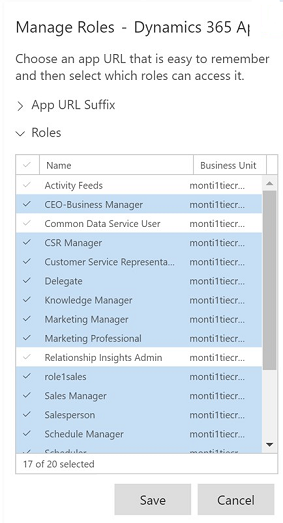 Manage Roles - Dynamics 365 Ap
Choose an app URL that is easy to remember
and then select which roles can access it.
App URL Suffix
Roles
Name Business Unit
Activity Feeds monti1tiecr...
CEO-Business Manager monti1tiecr...
Common Data Service User monti1tiecr...
CSR Manager monti1tiecr...
Customer Service Representa... monti1tiecr...
Delegate monti1tiecr...
Knowledge Manager monti1tiecr...
Marketing Manager monti1tiecr...
Marketing Professional monti1tiecr...
Relationship Insights Admin monti1tiecr...
role1sales monti1tiecr...
Sales Manager monti1tiecr...
Salesperson monti1tiecr...
Schedule Manager monti1tiecr...
Scheduler monti1tiecr...
17 of 20 selected
Save Cancel